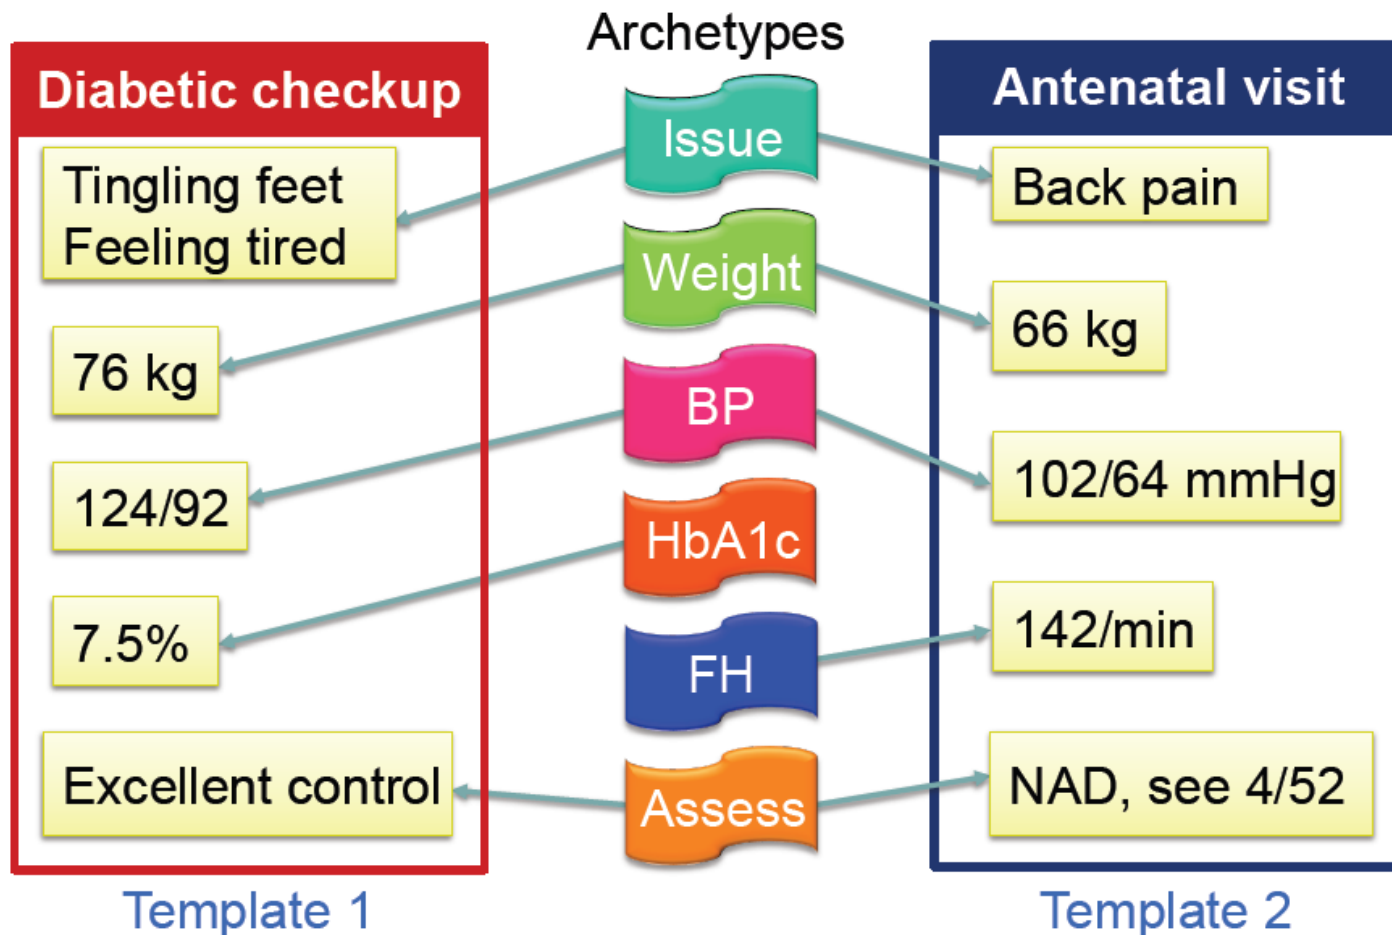 Archetypes
Diabetic checkup
Tingling feet
Feeling tired
76 kg
124/92
7.5%
Excellent control
Template 1
Issue
Weight
BP
HbA1c
FH
Assess
Antenatal visit
Back pain
66 kg
102/64 mmHg
142/min
NAD, see 4/52
Template 2